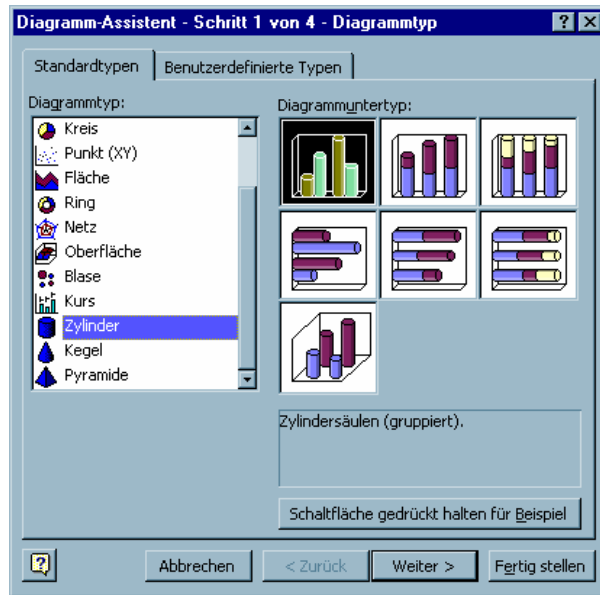 Diagramm-Assistent - Schritt 1 von 4 - Diagrammtyp
Standardtypen
Benutzerdefinierte Typen
Diagrammtyp:
Kreis
Punkt (XY)
Fläche
Ring
Netz
Oberfläche
Blase
Kurs
Zylinder
Kegel
Pyramide
Diagrammuntertyp:
Zylindersäulen (gruppiert).
Schaltfläche gedrückt halten für Beispiel
Abbrechen
< Zurück
Weiter >
Fertig stellen